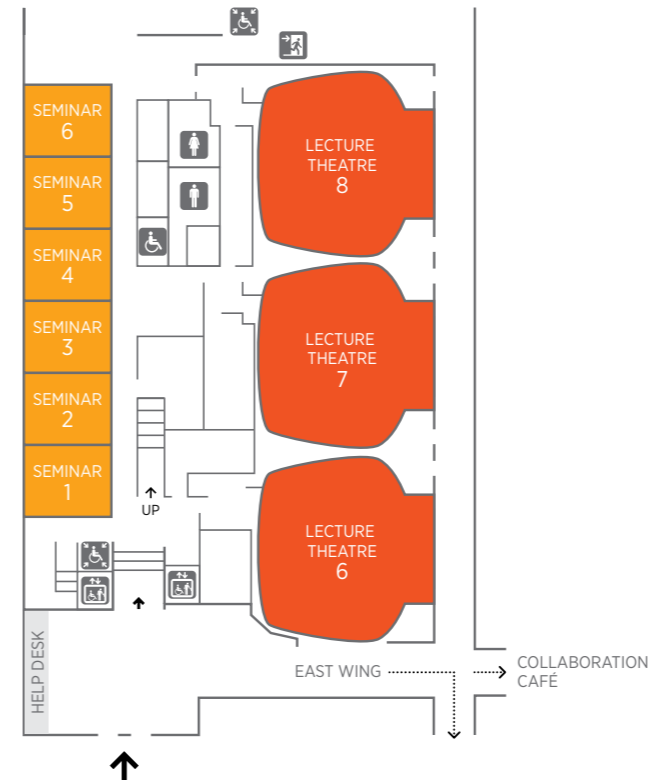 SEMINAR
6
SEMINAR
5
SEMINAR
4
SEMINAR
3
SEMINAR
2
SEMINAR
1
LECTURE
THEATRE
8
LECTURE
THEATRE
7
LECTURE
THEATRE
6
UP
HELP DESK
EAST WING
COLLABORATION
CAFÉ